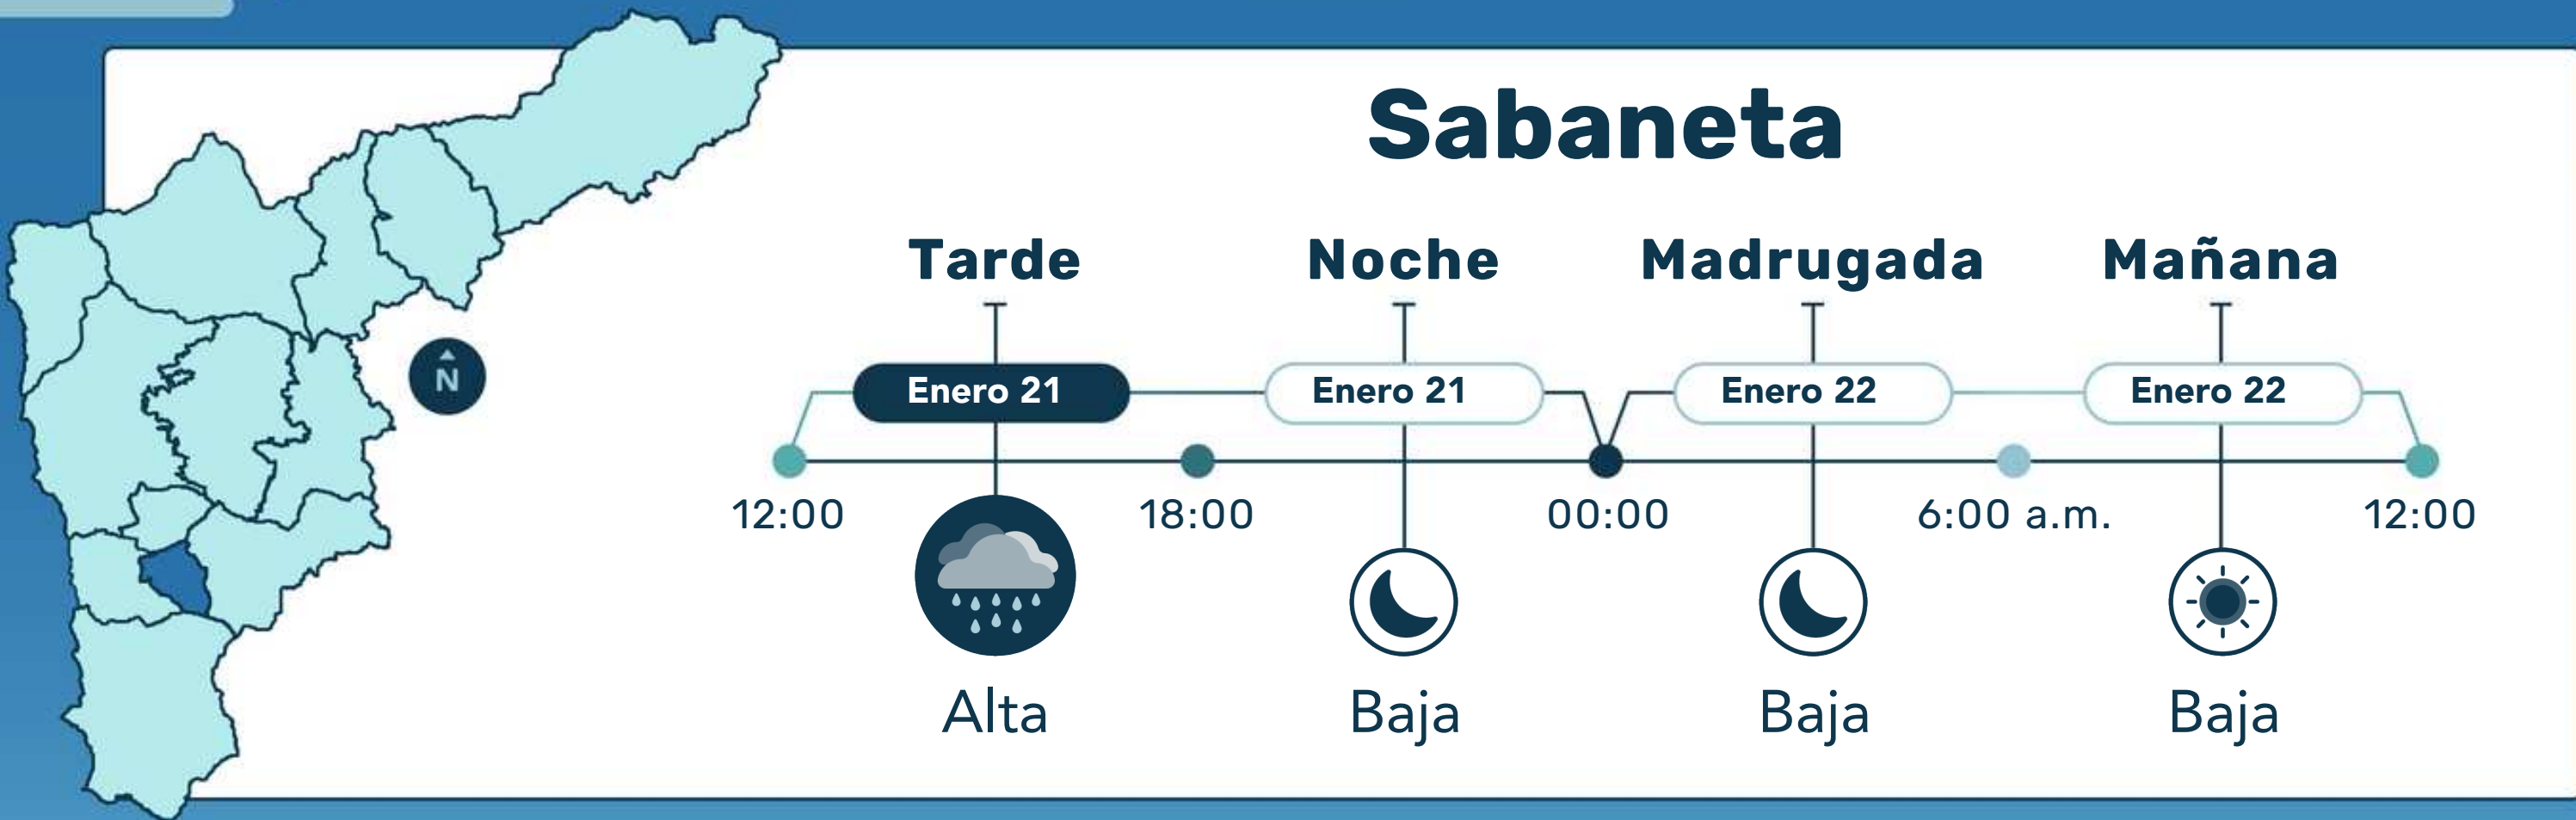 Sabaneta
Tarde Noche Madrugada Mañana
N
Enero 21 Enero 21 Enero 22 Enero 22
12:00 18:00 00:00 6:00 a.m. 12:00
Alta Baja Baja Baja